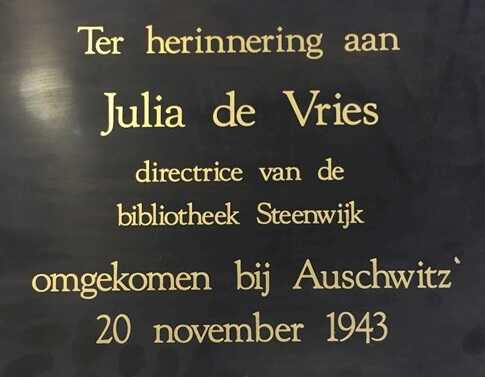 Ter herinnering aan
Julia de Vries
directrice van de
bibliotheek Steenwijk
omgekomen bij Auschwitz`
20 november 1943